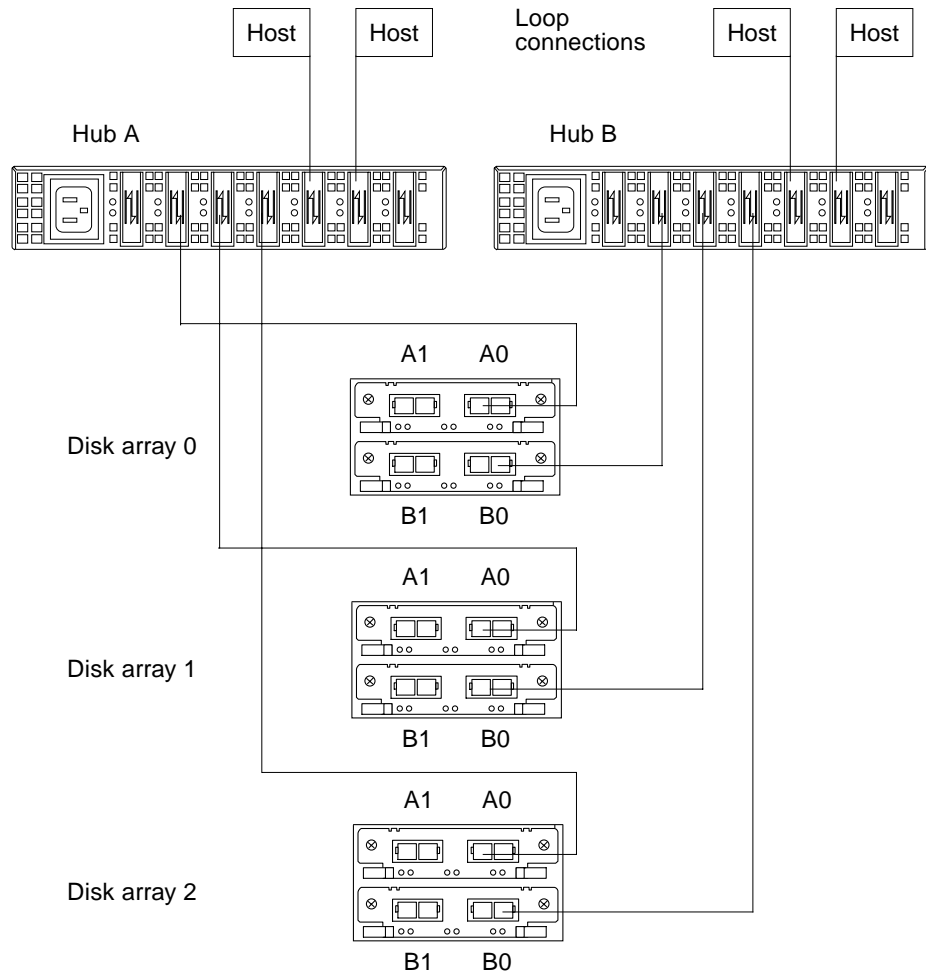 Host
Host
Loop
connections
Host
Host
Hub A
Hub B
A1 A0
Disk array 0
B1 B0
A1 A0
Disk array 1
B1 B0
A1 A0
Disk array 2
B1 B0